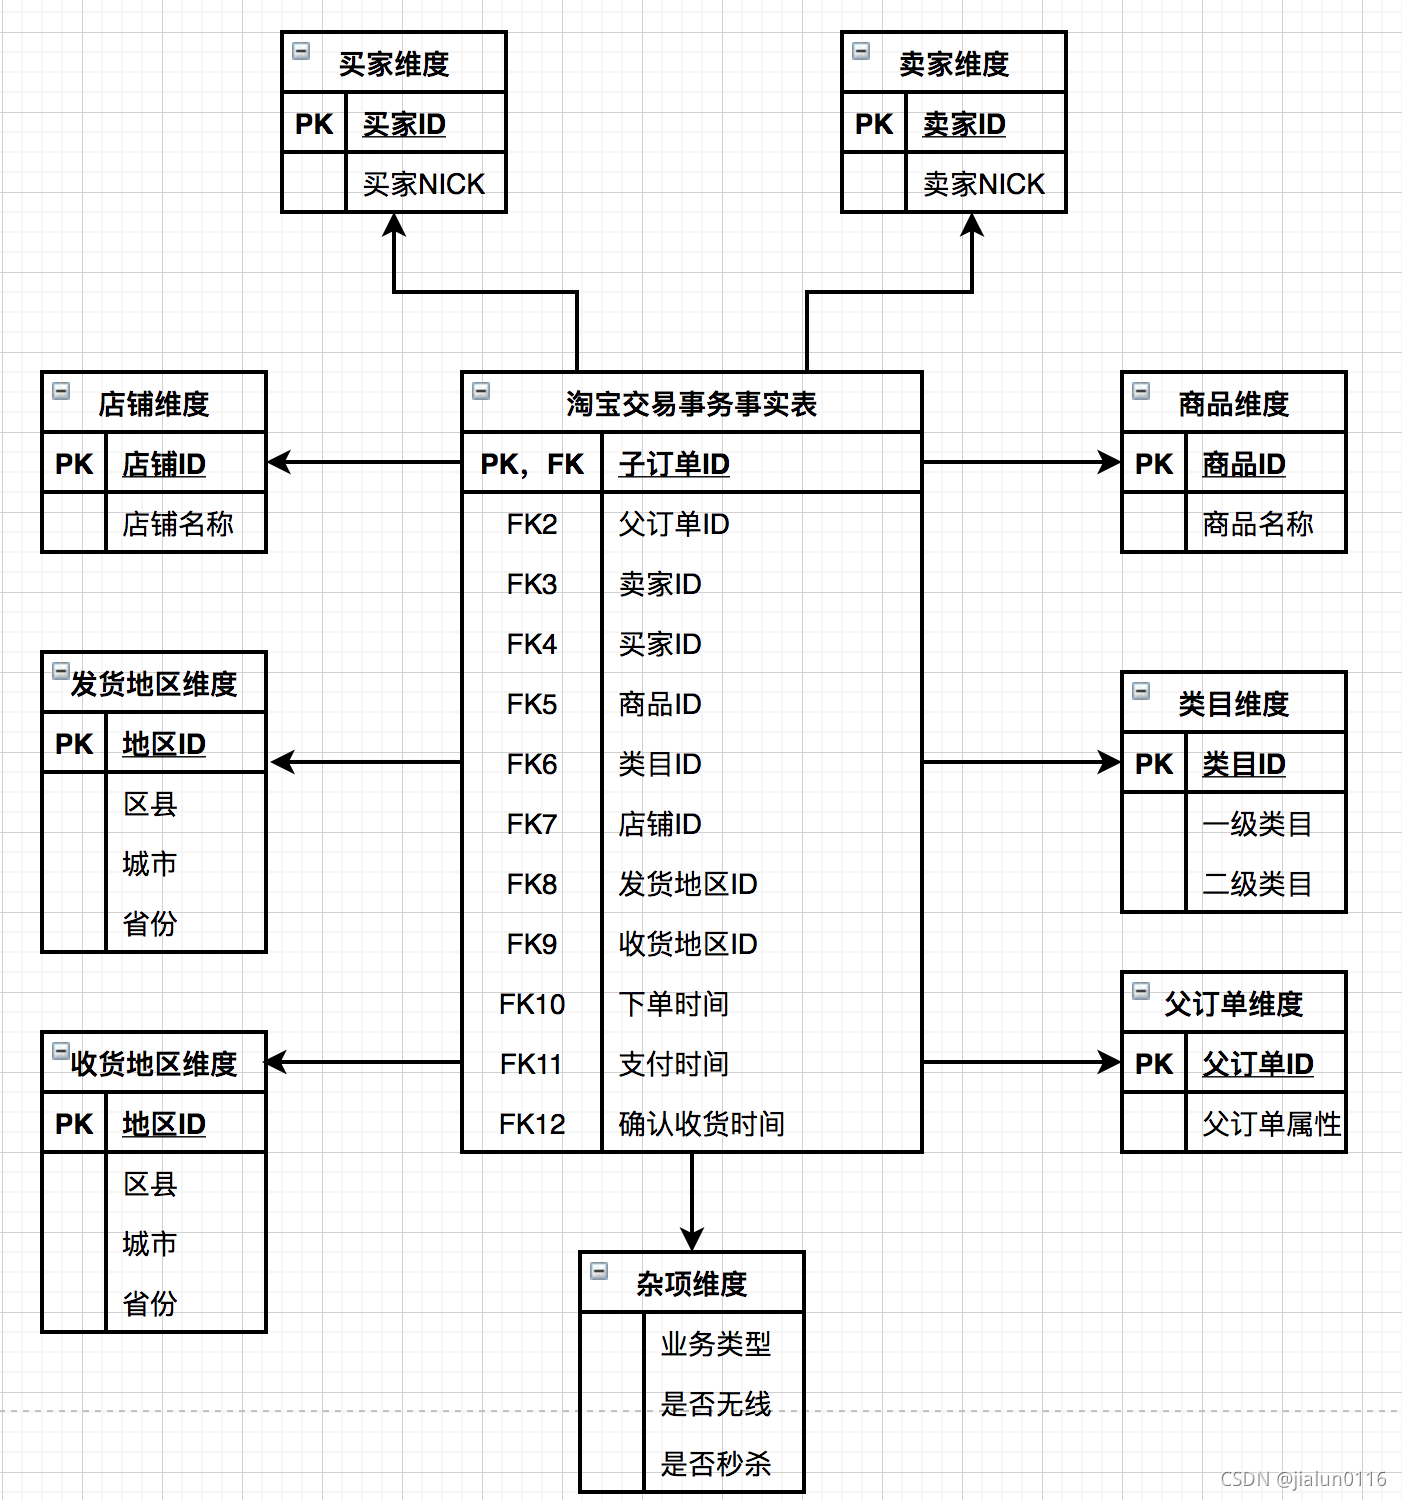 买家维度
PK 买家ID
买家NICK
卖家维度
PK 卖家ID
卖家NICK
店铺维度
PK 店铺ID
店铺名称
淘宝交易事务事实表
PK，FK 子订单ID
FK2 父订单ID
FK3 卖家ID
FK4 买家ID
FK5 商品ID
FK6 类目ID
FK7 店铺ID
FK8 发货地区ID
FK9 收货地区ID
FK10 下单时间
FK11 支付时间
FK12 确认收货时间
商品维度
PK 商品ID
商品名称
发货地区维度
PK 地区ID
区县
城市
省份
类目维度
PK 类目ID
一级类目
二级类目
收货地区维度
PK 地区ID
区县
城市
省份
父订单维度
PK 父订单ID
父订单属性
杂项维度
业务类型
是否无线
是否秒杀
CSDN @jialun0116